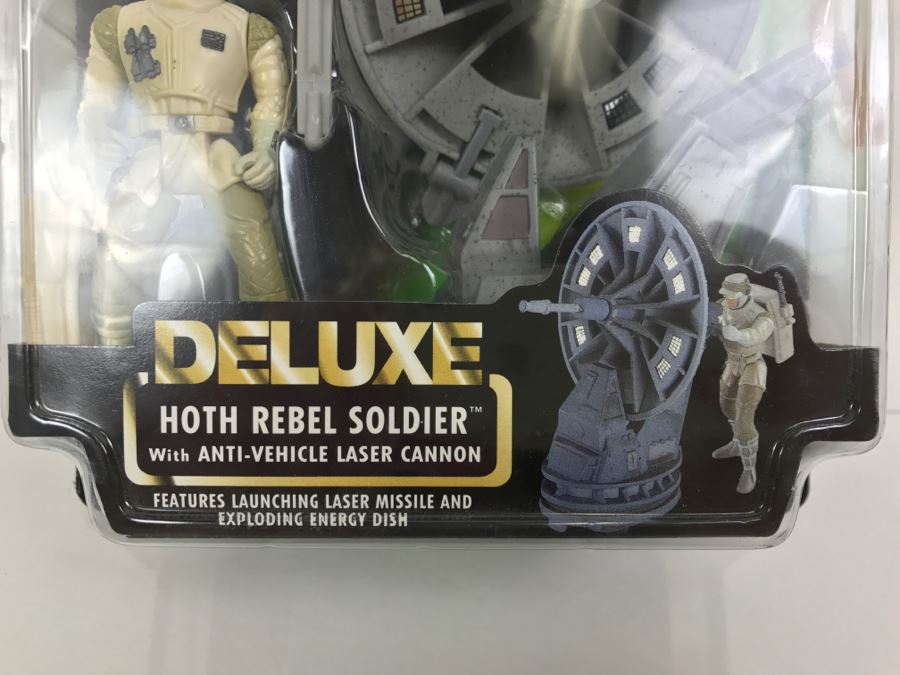 DELUXE
HOTH REBEL SOLDIER™
With ANTI-VEHICLE LASER CANNON
FEATURES LAUNCHING LASER MISSILE AND
EXPLODING ENERGY DISH